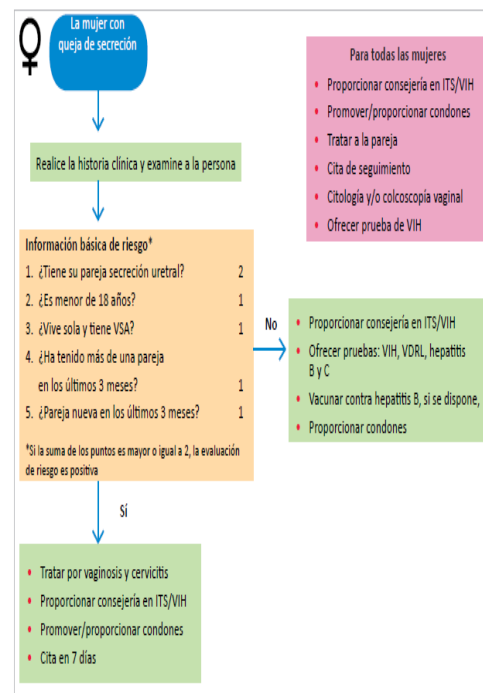 La mujer con
queja de secreción
Para todas las mujeres
• Proporcionar consejería en ITS/VIH
• Promover/proporcionar condones
• Tratar a la pareja
• Cita de seguimiento
• Citología y/o colcoscopía vaginal
• Ofrecer prueba de VIH
Realice la historia clínica y examine a la persona
Información básica de riesgo*
1. ¿Tiene su pareja secreción uretral? 2
2. ¿Es menor de 18 años? 1
3. ¿Vive sola y tiene VSA? 1
4. ¿Ha tenido más de una pareja
en los últimos 3 meses? 1
5. ¿Pareja nueva en los últimos 3 meses? 1
*Si la suma de los puntos es mayor o igual a 2, la evaluación
de riesgo es positiva
No
• Proporcionar consejería en ITS/VIH
• Ofrecer pruebas: VIH, VDRL, hepatitis
B y C
• Vacunar contra hepatitis B, si se dispone,
• Proporcionar condones
Sí
• Tratar por vaginosis y cervicitis
• Proporcionar consejería en ITS/VIH
• Promover/proporcionar condones
• Cita en 7 días